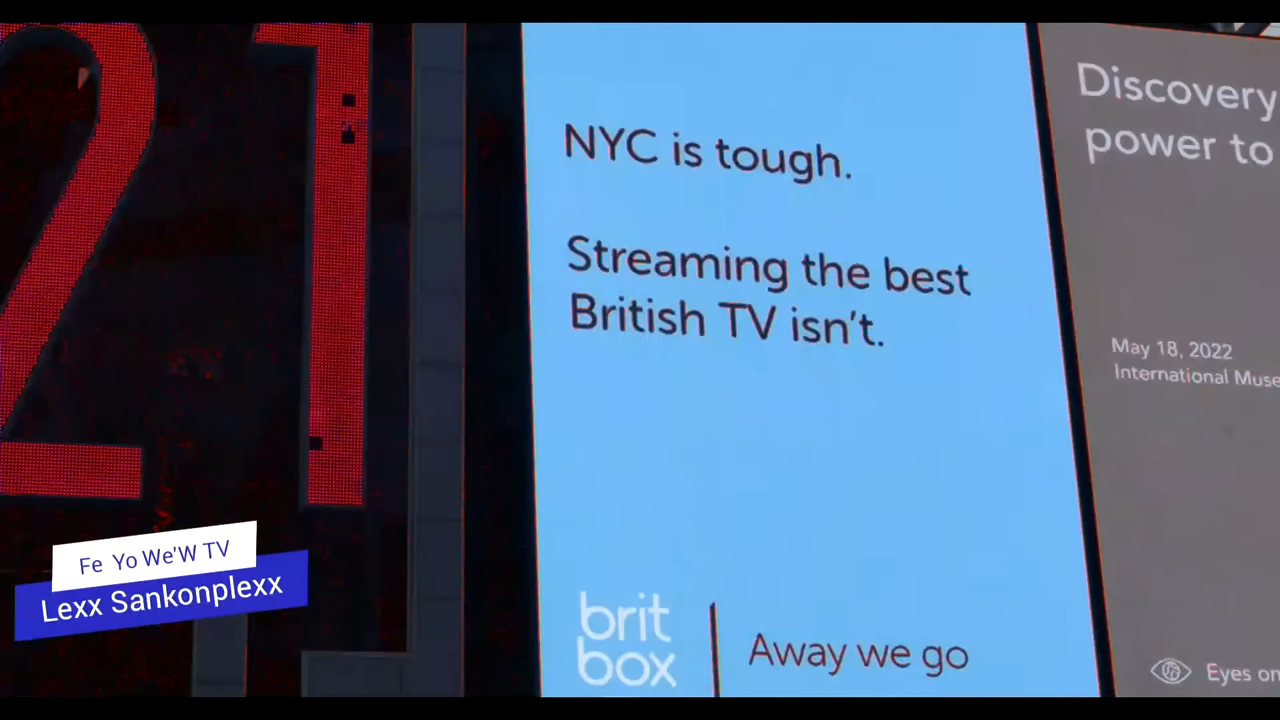 21
NYC is tough.
Streaming the best
British TV isn't.
brit
box
Away we go
Discovery
power to
May 18, 2022
International Muse
Eyes on
Fe Yo We'W TV
Lexx Sankonplexx